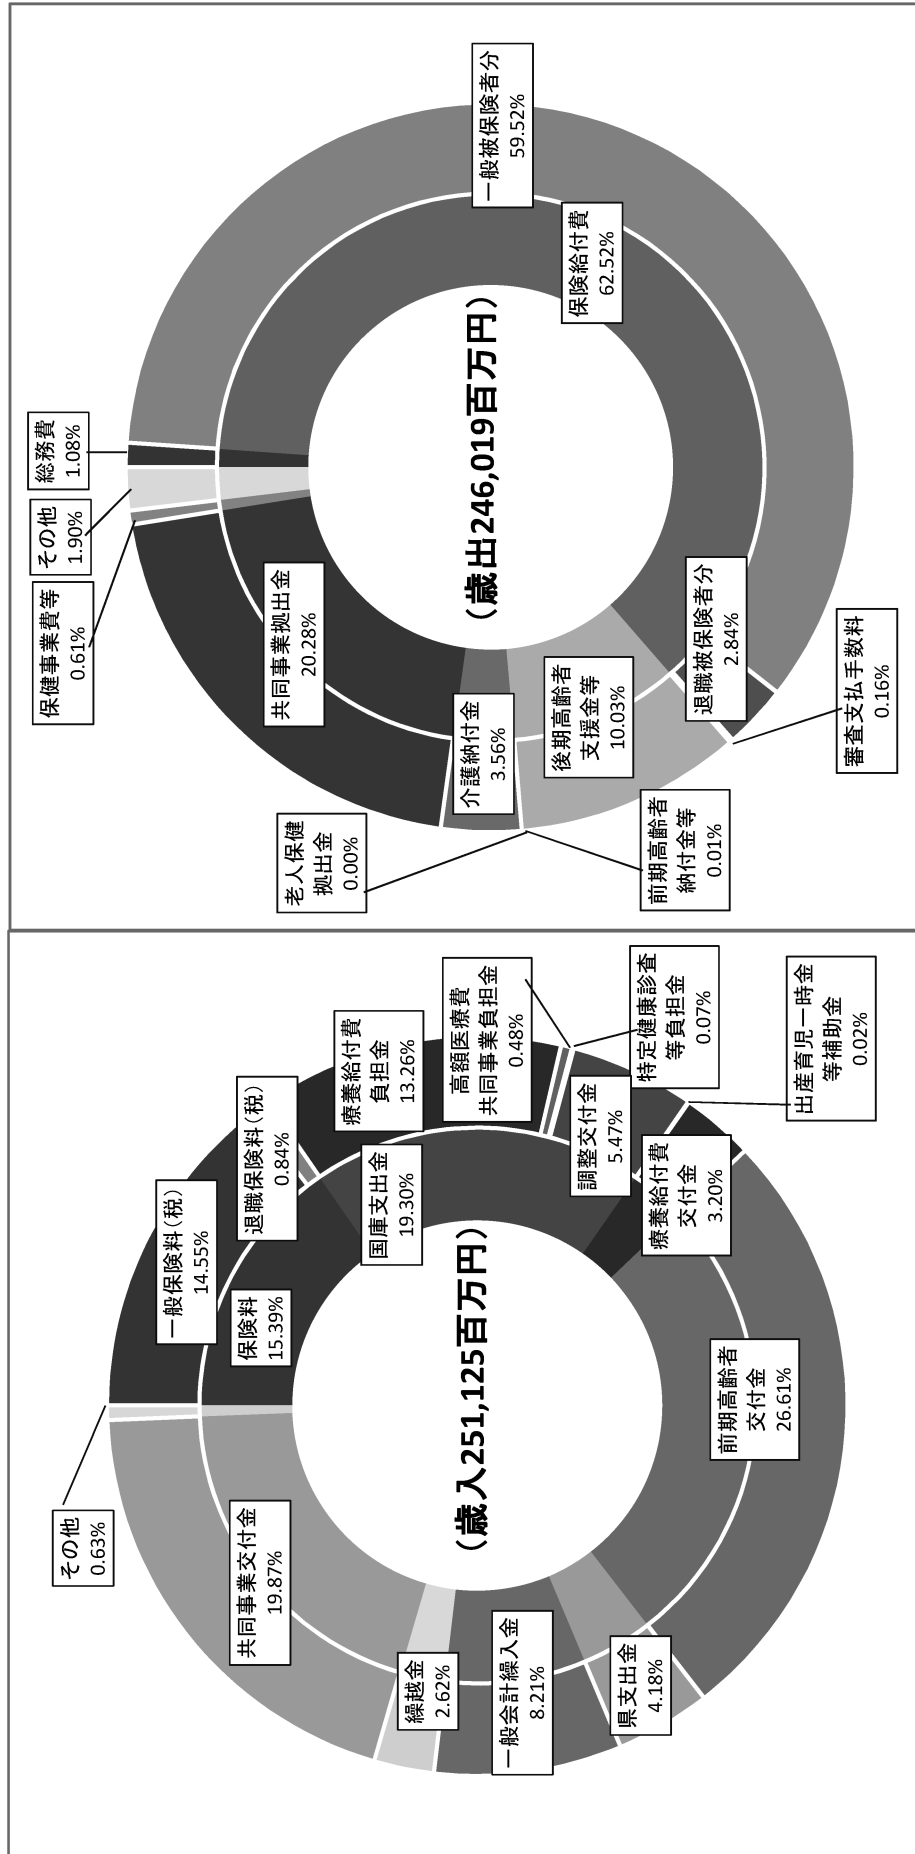 (歳入251,125百万円)
その他
0.63%
一般保険料(税)
14.55%
保険料
15.39%
退職保険料(税)
0.84%
療養給付費
負担金
13.26%
国庫支出金
19.30%
高額医療費
共同事業負担金
0.48%
特定健康診査
等負担金
0.07%
調整交付金
5.47%
出産育児一時金
等補助金
0.02%
療養給付費
交付金
3.20%
前期高齢者
交付金
26.61%
県支出金
4.18%
一般会計繰入金
8.21%
繰越金
2.62%
共同事業交付金
19.87%
(歳出246,019百万円)
総務費
1.08%
一般被保険者分
59.52%
保険給付費
62.52%
退職被保険者分
2.84%
審査支払手数料
0.16%
後期高齢者
支援金等
10.03%
前期高齢者
納付金等
0.01%
老人保健
拠出金
0.00%
介護納付金
3.56%
共同事業拠出金
20.28%
保健事業費等
0.61%
その他
1.90%